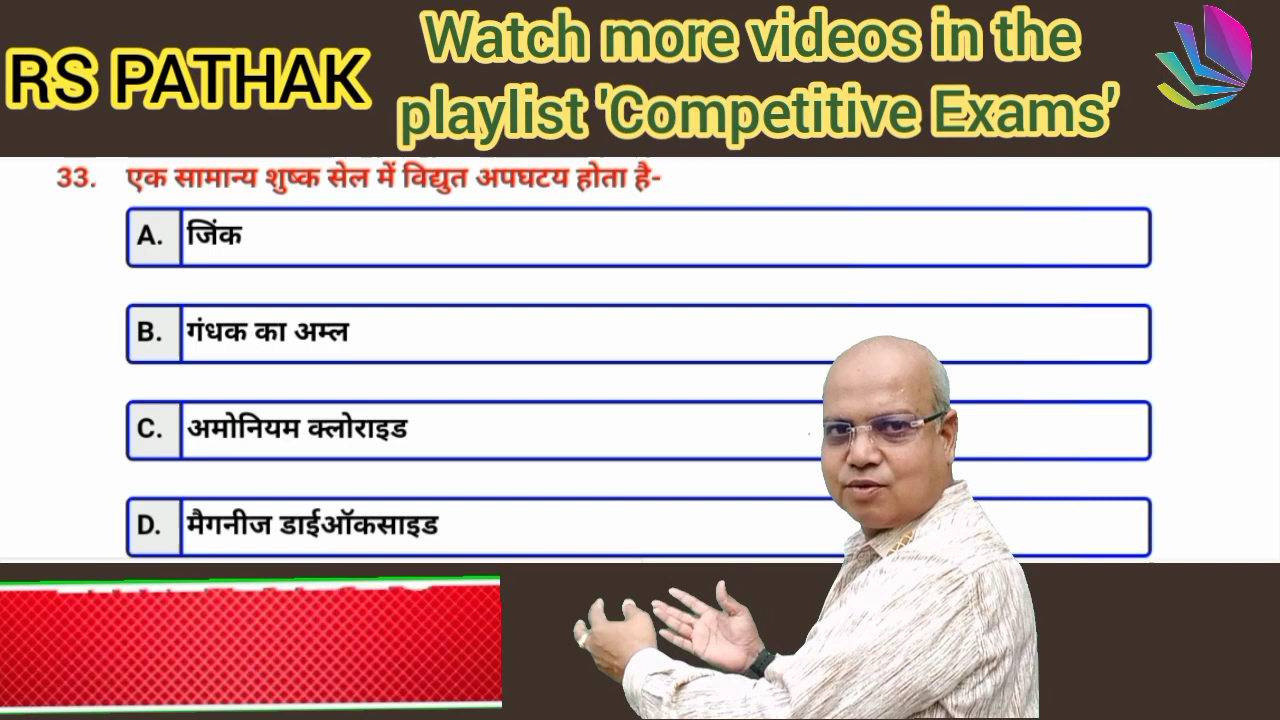 RS PATHAK
Watch more videos in the
playlist 'Competitive Exams'
33. एक सामान्य शुष्क सेल में विद्युत अपघटय होता है-
A. जिंक
B. गंधक का अम्ल
C. अमोनियम क्लोराइड
D. मैगनीज डाईऑकसाइड